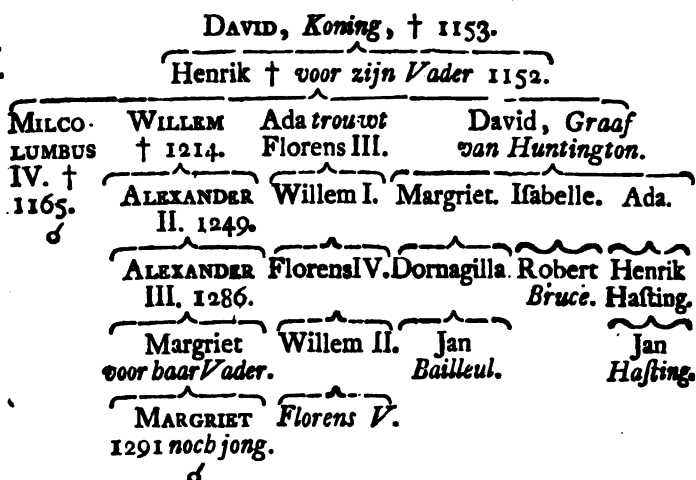 DAVID, Koning, † 1153.
Henrik † voor zijn Vader 1152.
MILCO- WILLEM Ada trouwt David, Graaf
LUMBUS † 1214. Florens III. van Huntington.
IV. †
1165. ALEXANDER Willem I. Margriet. Iſabelle. Ada.
II. 1249.
ALEXANDER FlorensIV. Dornagilla. Robert Henrik
III. 1286. Bruce. Haſting.
Margriet Willem II. Jan Jan
voor haar Vader. Bailleul. Haſting.
MARGRIET Florens V.
1291 noch jong.